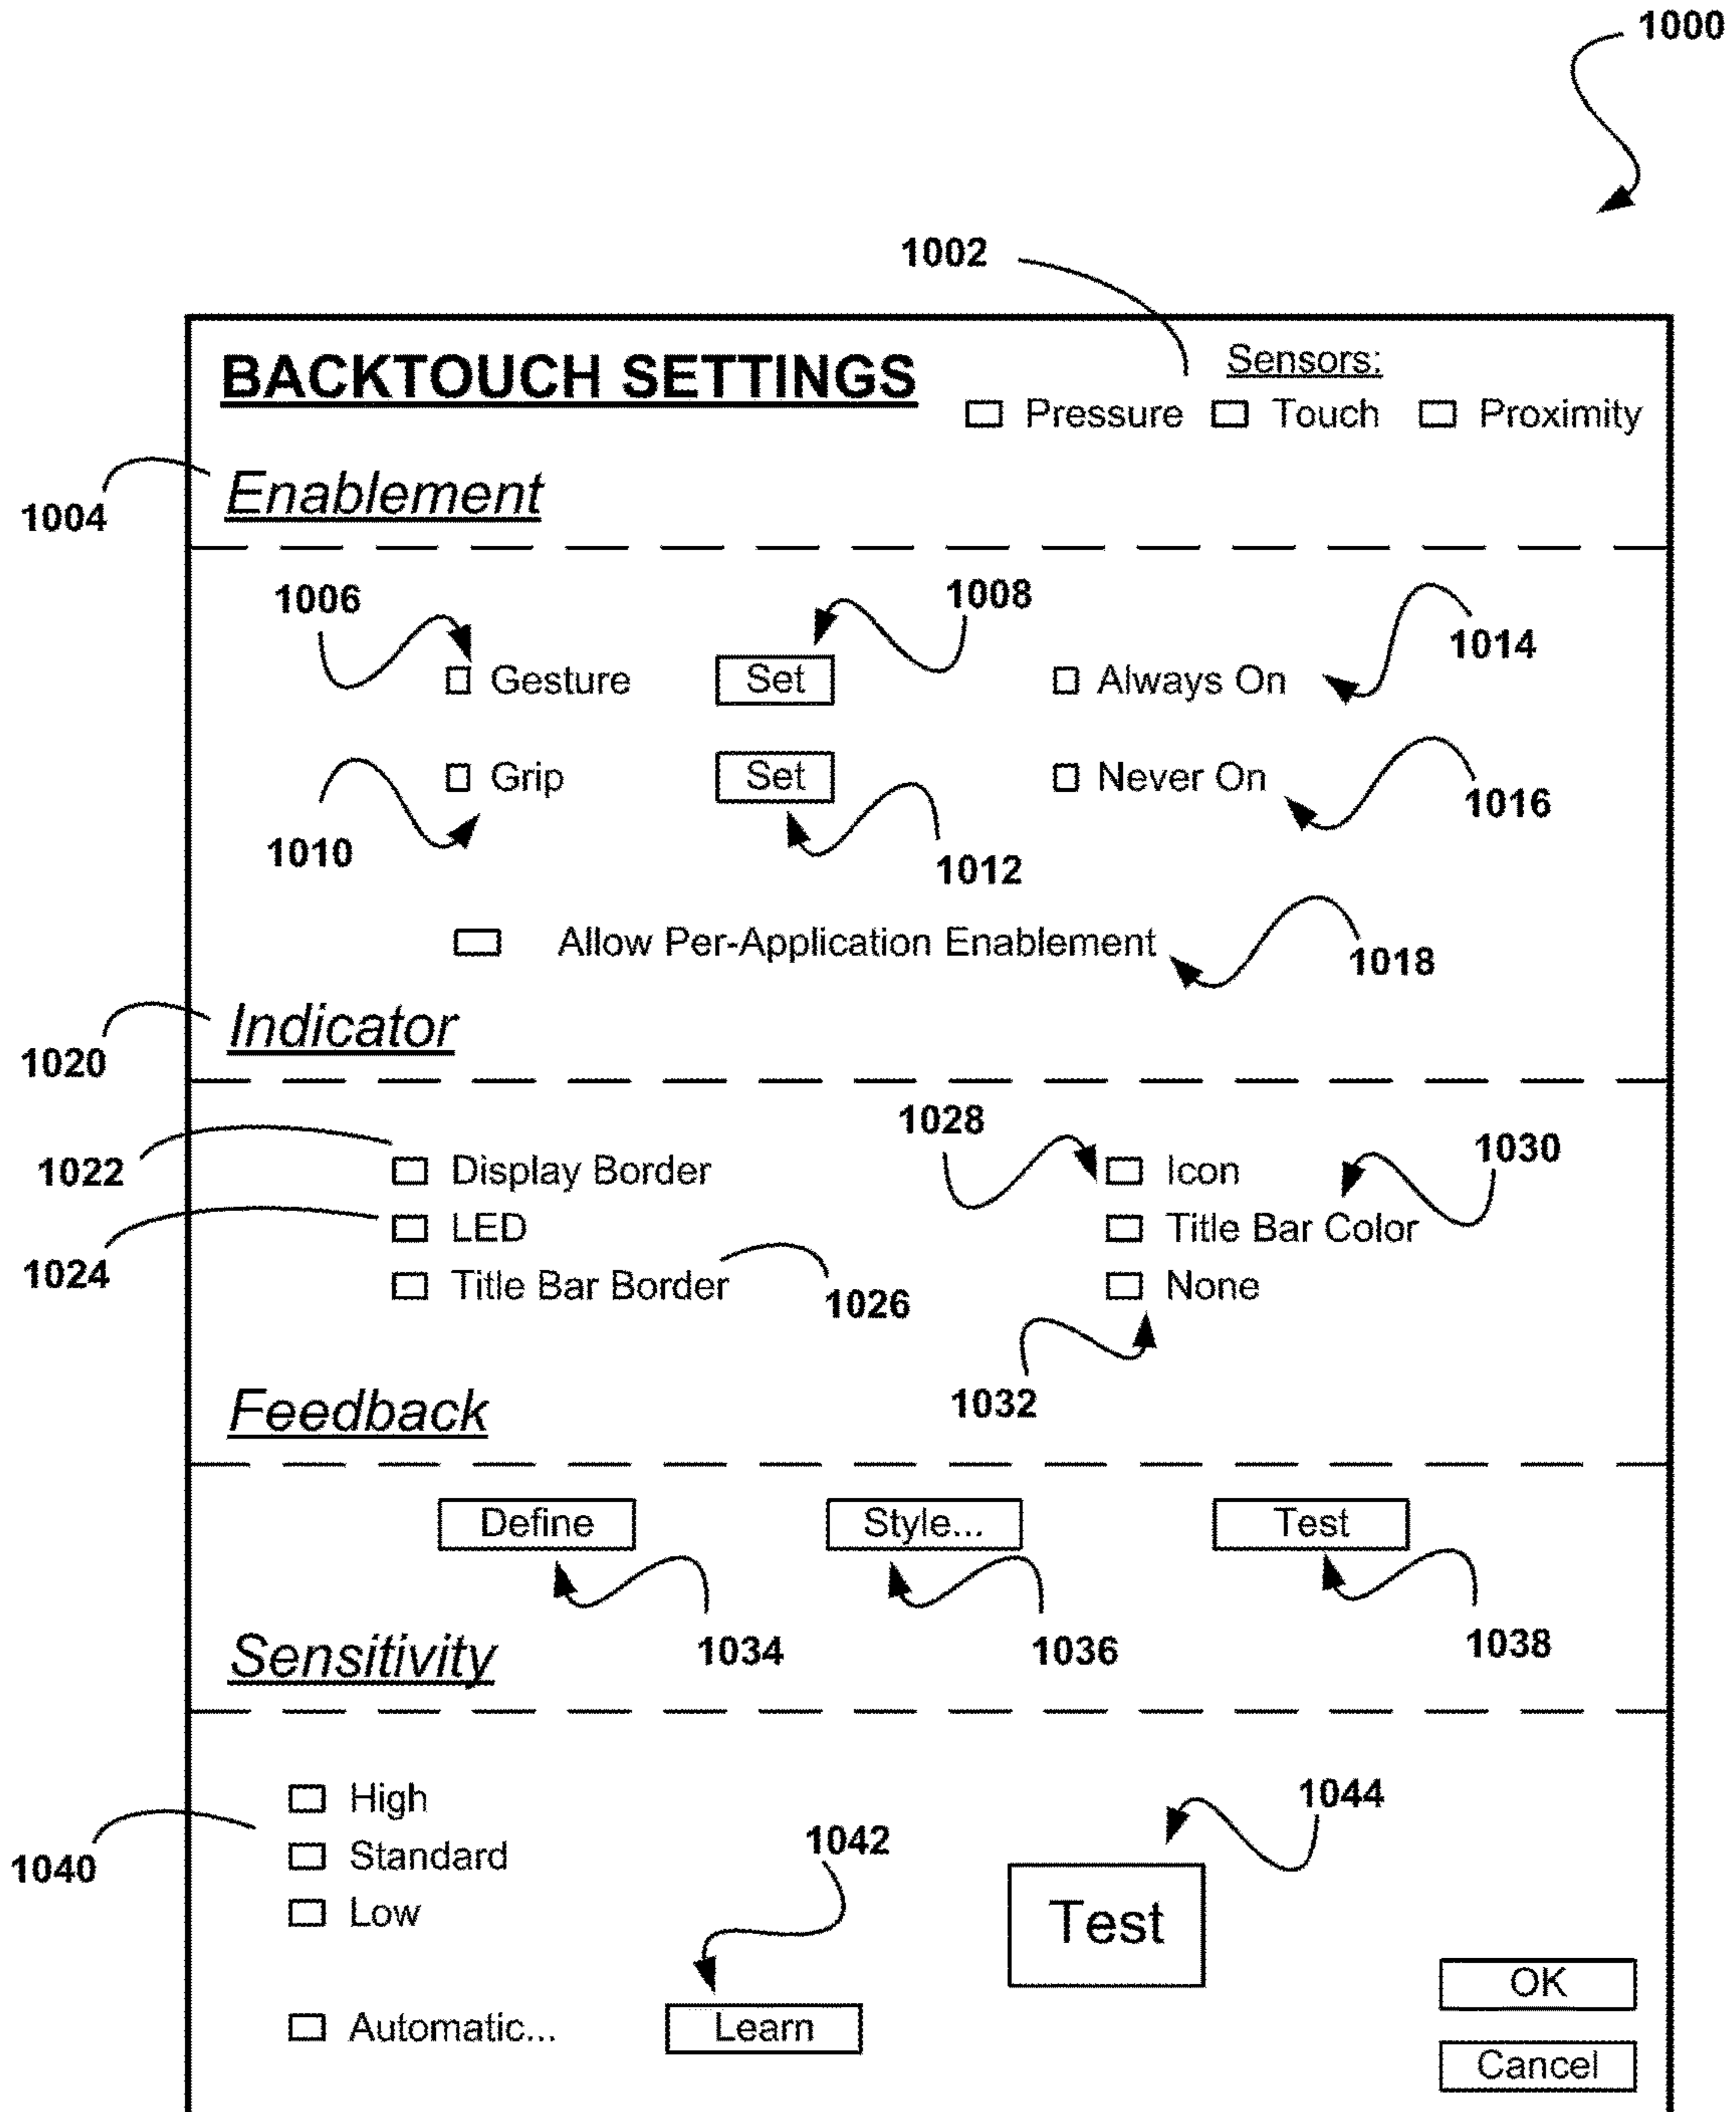 1000
1002
BACKTOUCH SETTINGS
Sensors:
Pressure Touch Proximity
1004
Enablement
1006 1008
1014
Gesture Set Always On
Grip Set Never On
1016
1010
1012
Allow Per-Application Enablement
1018
Indicator
1020
1028
1030
1022
Display Border Icon
LED Title Bar Color
1024
Title Bar Border None
1026
1032
Feedback
Define Style... Test
1034 1036 1038
Sensitivity
High
1044
1042
Standard
1040
Low
Test
OK
Automatic... Learn
Cancel